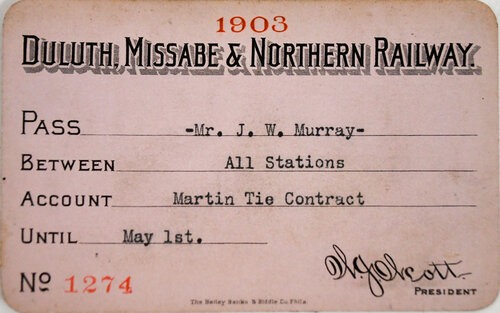 1903
DULUTH, MISSABE & NORTHERN RAILWAY.
PASS -Mr. J. W. Murray-
BETWEEN All Stations
ACCOUNT Martin Tie Contract
UNTIL May 1st.
No 1274
W J Olcott
PRESIDENT
The Bailey Banks & Biddle Co. Phila.